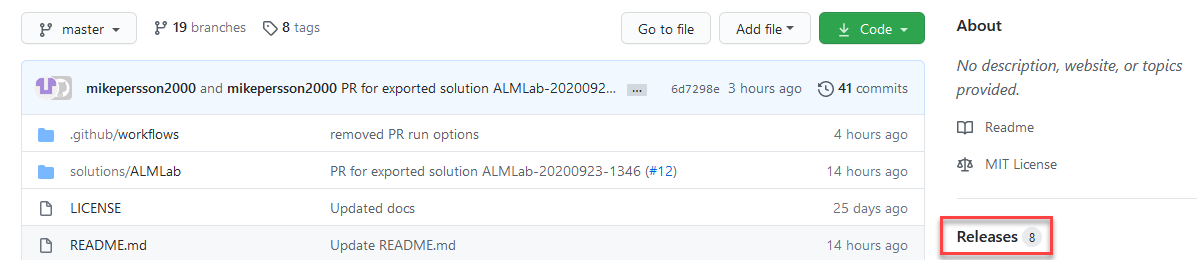 master 19 branches 8 tags Go to file Add file Code
mikepersson2000 and mikepersson2000 PR for exported solution ALMLab-2020092... ... 6d7298e 3 hours ago 41 commits
.github/workflows removed PR run options 4 hours ago
solutions/ALMLab PR for exported solution ALMLab-20200923-1346 (#12) 14 hours ago
LICENSE Updated docs 25 days ago
README.md Update README.md 14 hours ago
About
No description, website, or topics
provided.
Readme
MIT License
Releases 8